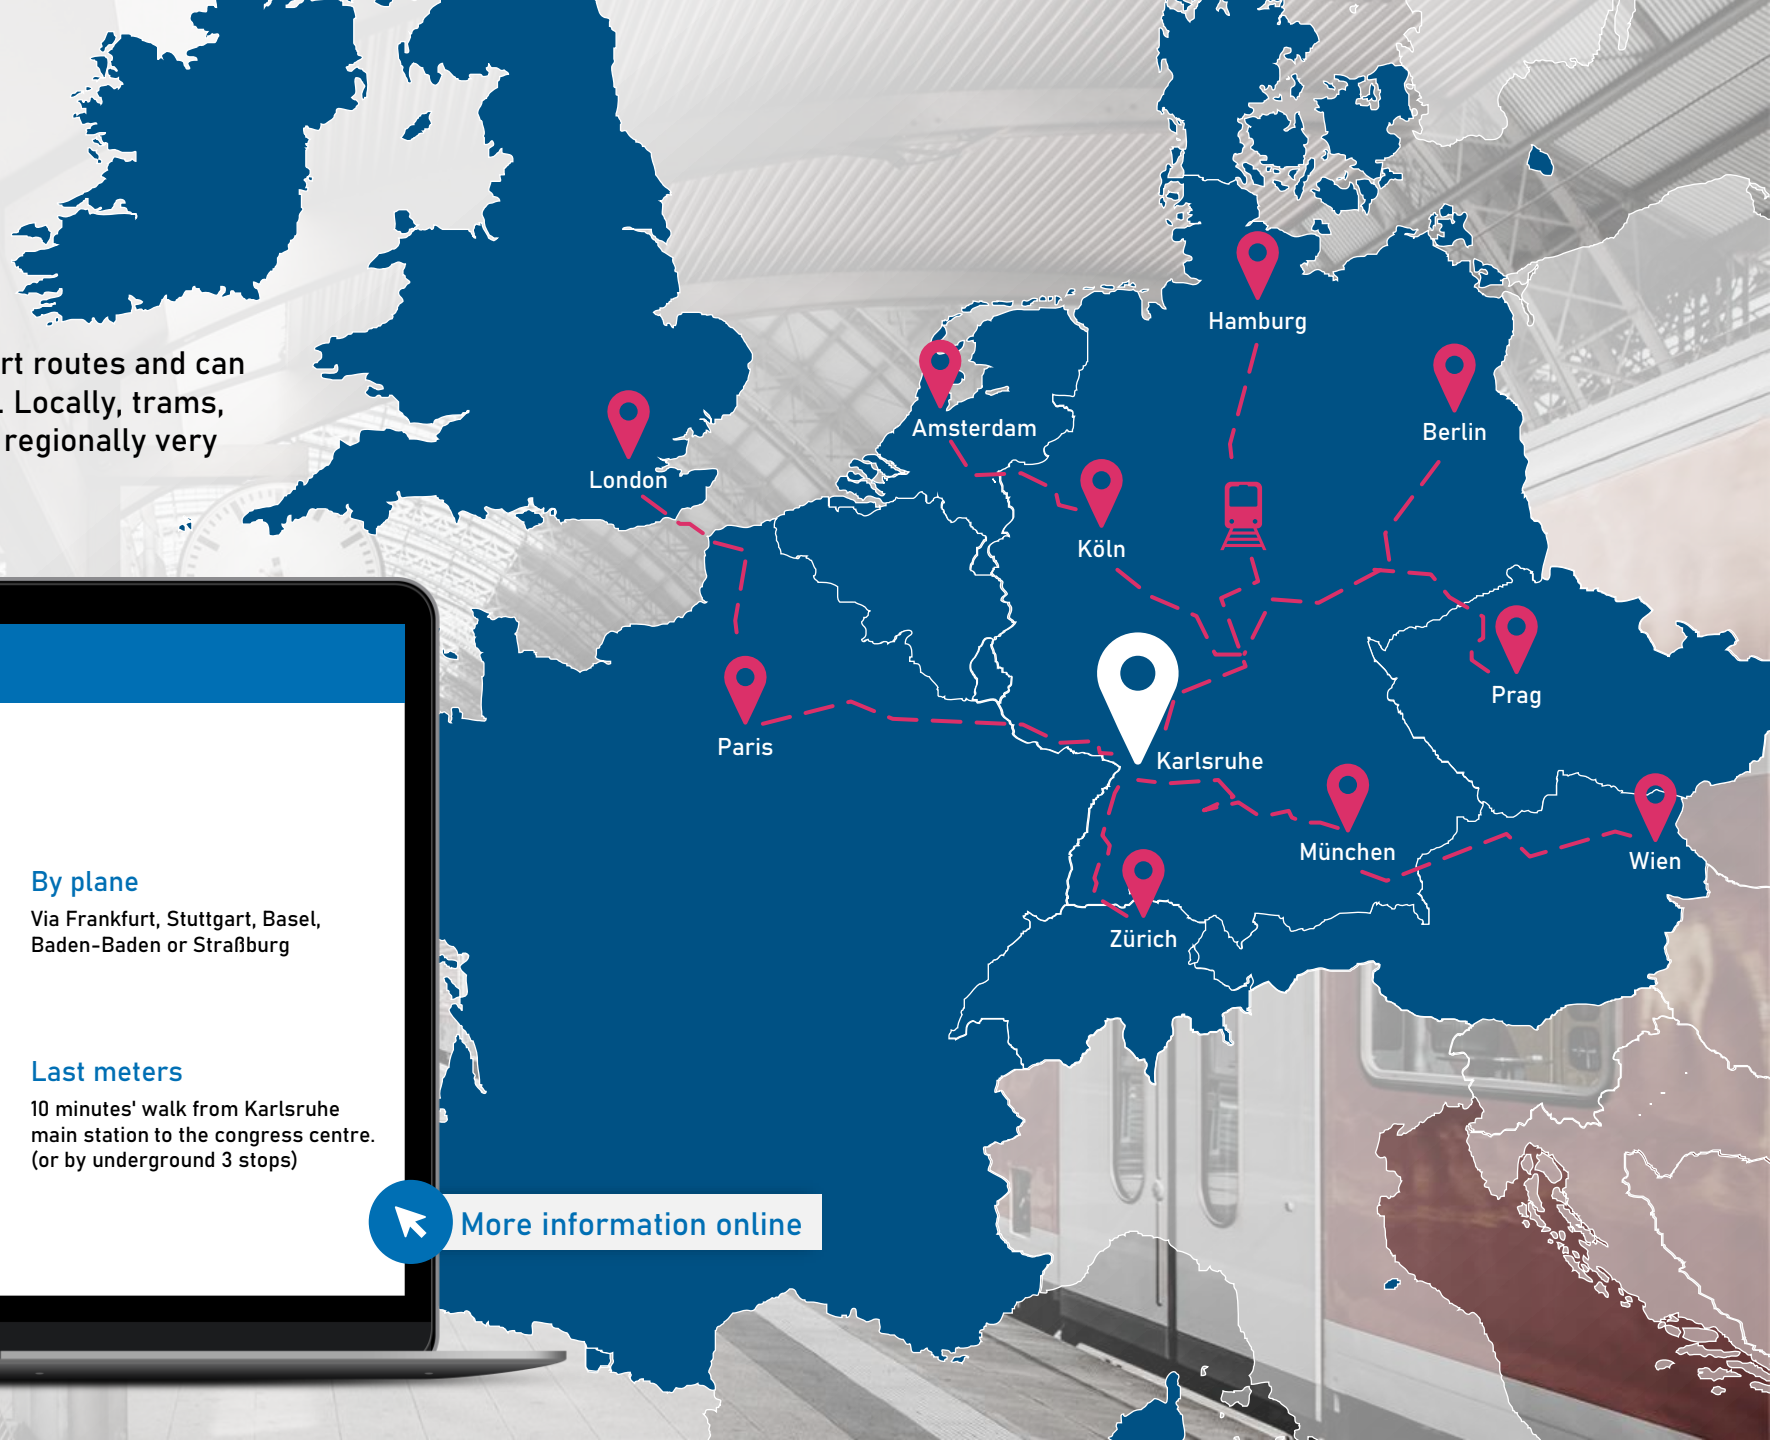 rt routes and can
. Locally, trams,
regionally very
Hamburg
Amsterdam
Berlin
London
Köln
Prag
Paris
Karlsruhe
München
Wien
Zürich
By plane
Via Frankfurt, Stuttgart, Basel,
Baden-Baden or Straßburg
Last meters
10 minutes' walk from Karlsruhe
main station to the congress centre.
(or by underground 3 stops)
More information online